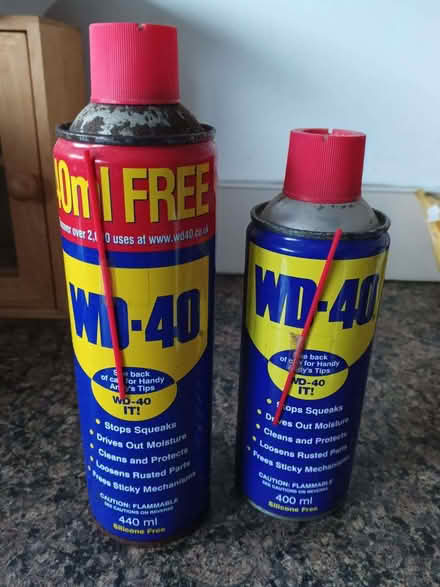 40ml FREE
over 2,000 uses at www.wd40.co.uk
WD-40
See back
of can for Handy
Andy's Tips
WD-40
IT!
Stops Squeaks
Drives Out Moisture
Cleans and Protects
Loosens Rusted Parts
Frees Sticky Mechanisms
CAUTION: FLAMMABLE
SEE CAUTIONS ON REVERSE
440 ml
Silicone Free
WD-40
See back
of can for Handy
Andy's Tips
WD-40
IT!
Stops Squeaks
Drives Out Moisture
Cleans and Protects
Loosens Rusted Parts
Frees Sticky Mechanisms
CAUTION: FLAMMABLE
SEE CAUTIONS ON REVERSE
400 ml
Silicone Free